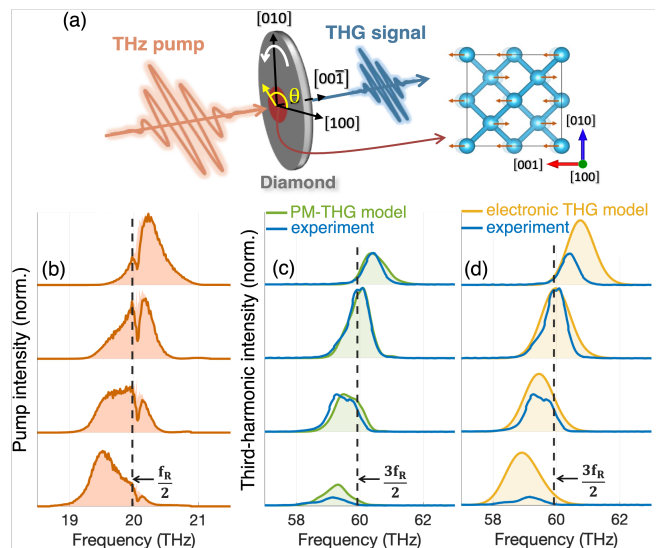 (a)
[010]
THz pump
THG signal
θ
[001̄]
[100]
Diamond
[010]
[001]
[100]
PM-THG model
experiment
electronic THG model
experiment
(b)
(c)
(d)
Pump intensity (norm.)
Third-harmonic intensity (norm.)
f_R/2
3f_R/2
3f_R/2
19 20 21
58 60 62
58 60 62
Frequency (THz)
Frequency (THz)
Frequency (THz)